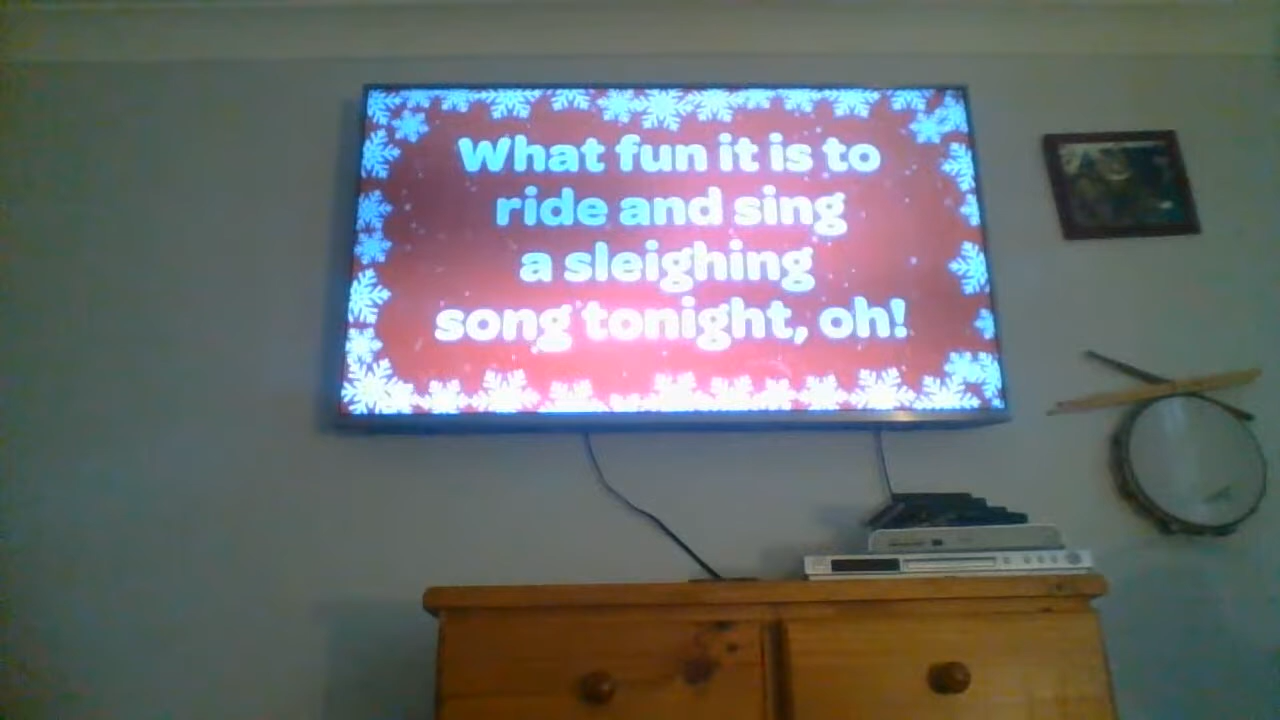 What fun it is to
ride and sing
a sleighing
song tonight, oh!